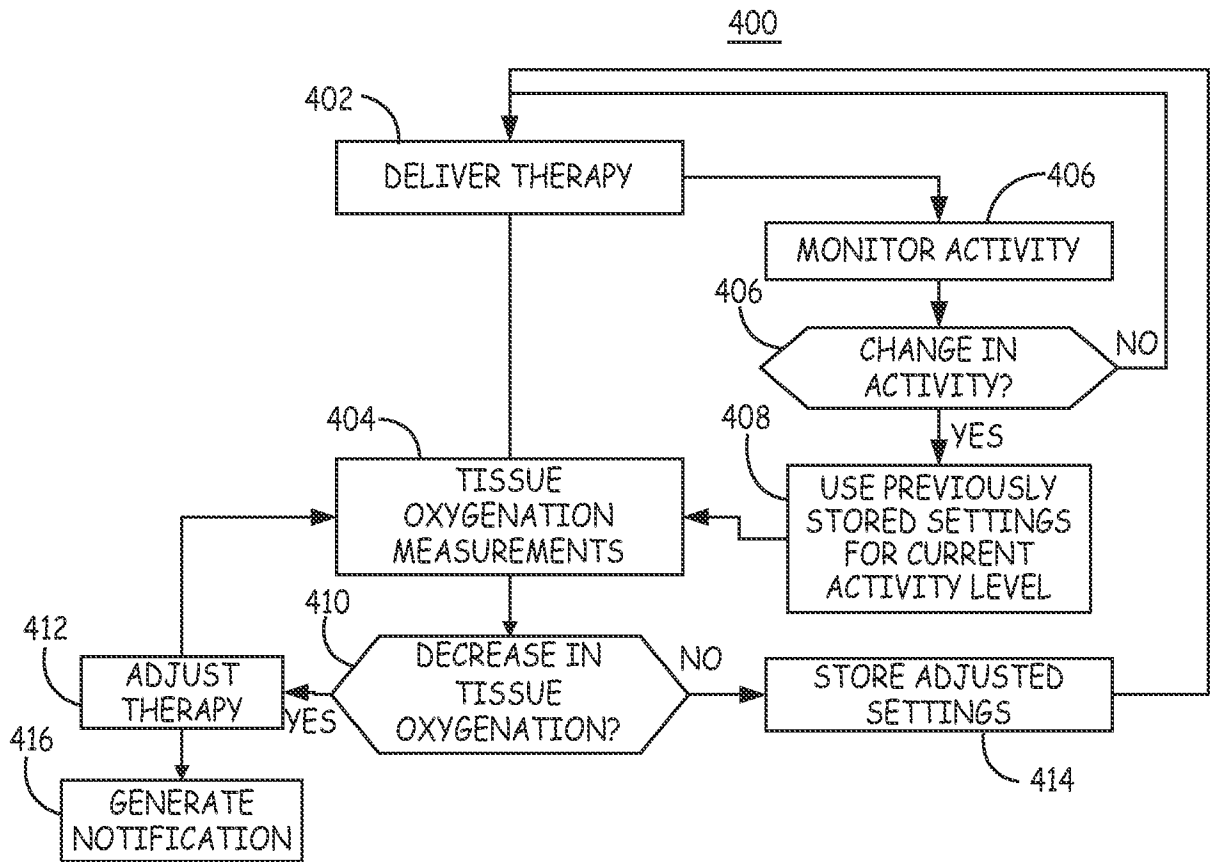 400
402
DELIVER THERAPY
406
MONITOR ACTIVITY
406
CHANGE IN
ACTIVITY?
NO
YES
404
TISSUE
OXYGENATION
MEASUREMENTS
408
USE PREVIOUSLY
STORED SETTINGS
FOR CURRENT
ACTIVITY LEVEL
410
DECREASE IN
TISSUE
OXYGENATION?
NO
YES
412
ADJUST
THERAPY
STORE ADJUSTED
SETTINGS
414
416
GENERATE
NOTIFICATION